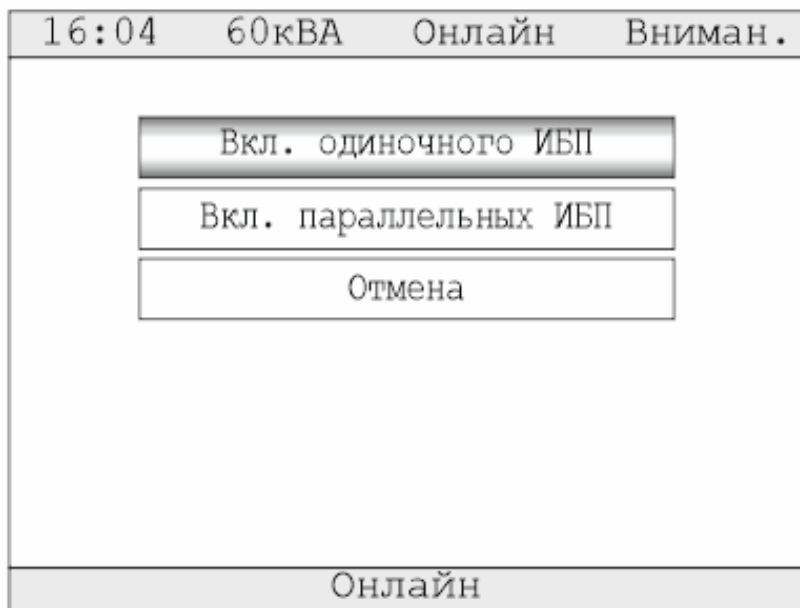 16:04 60кВА Онлайн Вниман.
Вкл. одиночного ИБП
Вкл. параллельных ИБП
Отмена
Онлайн